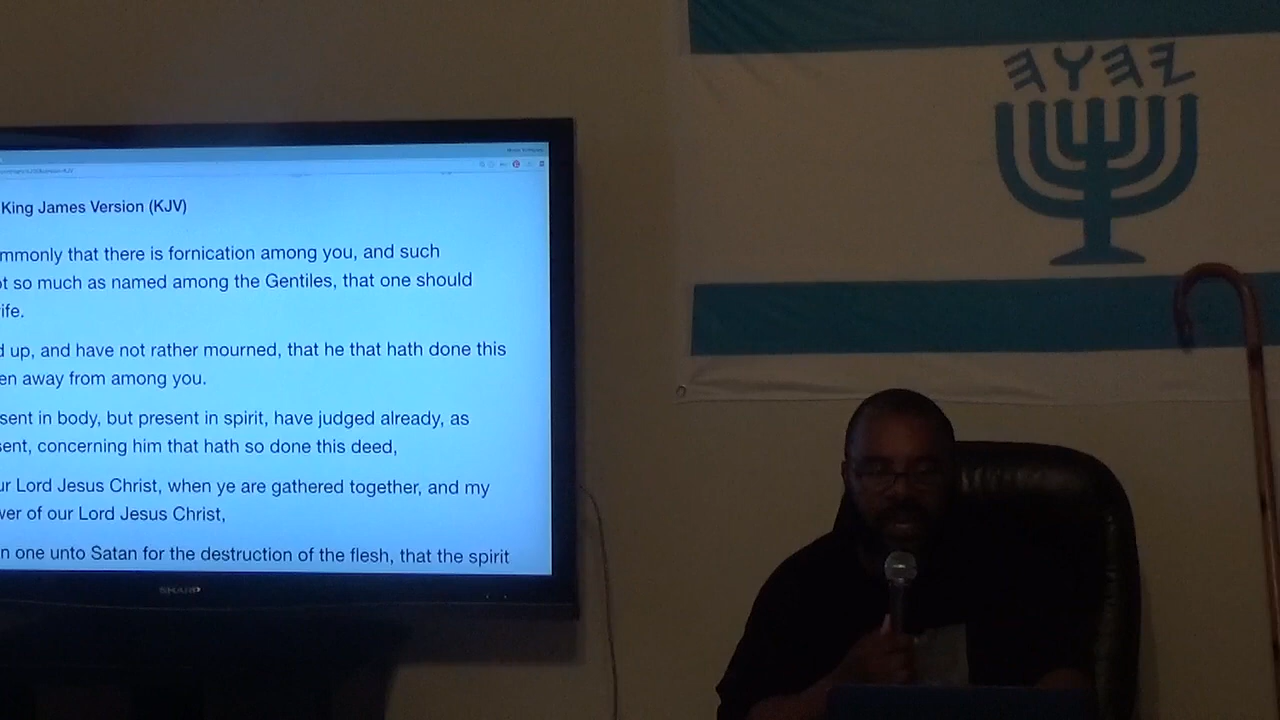 King James Version (KJV)
mmonly that there is fornication among you, and such
t so much as named among the Gentiles, that one should
ife.
d up, and have not rather mourned, that he that hath done this
en away from among you.
sent in body, but present in spirit, have judged already, as
sent, concerning him that hath so done this deed,
ur Lord Jesus Christ, when ye are gathered together, and my
wer of our Lord Jesus Christ,
n one unto Satan for the destruction of the flesh, that the spirit
SHARP
𐤉𐤄𐤅𐤄